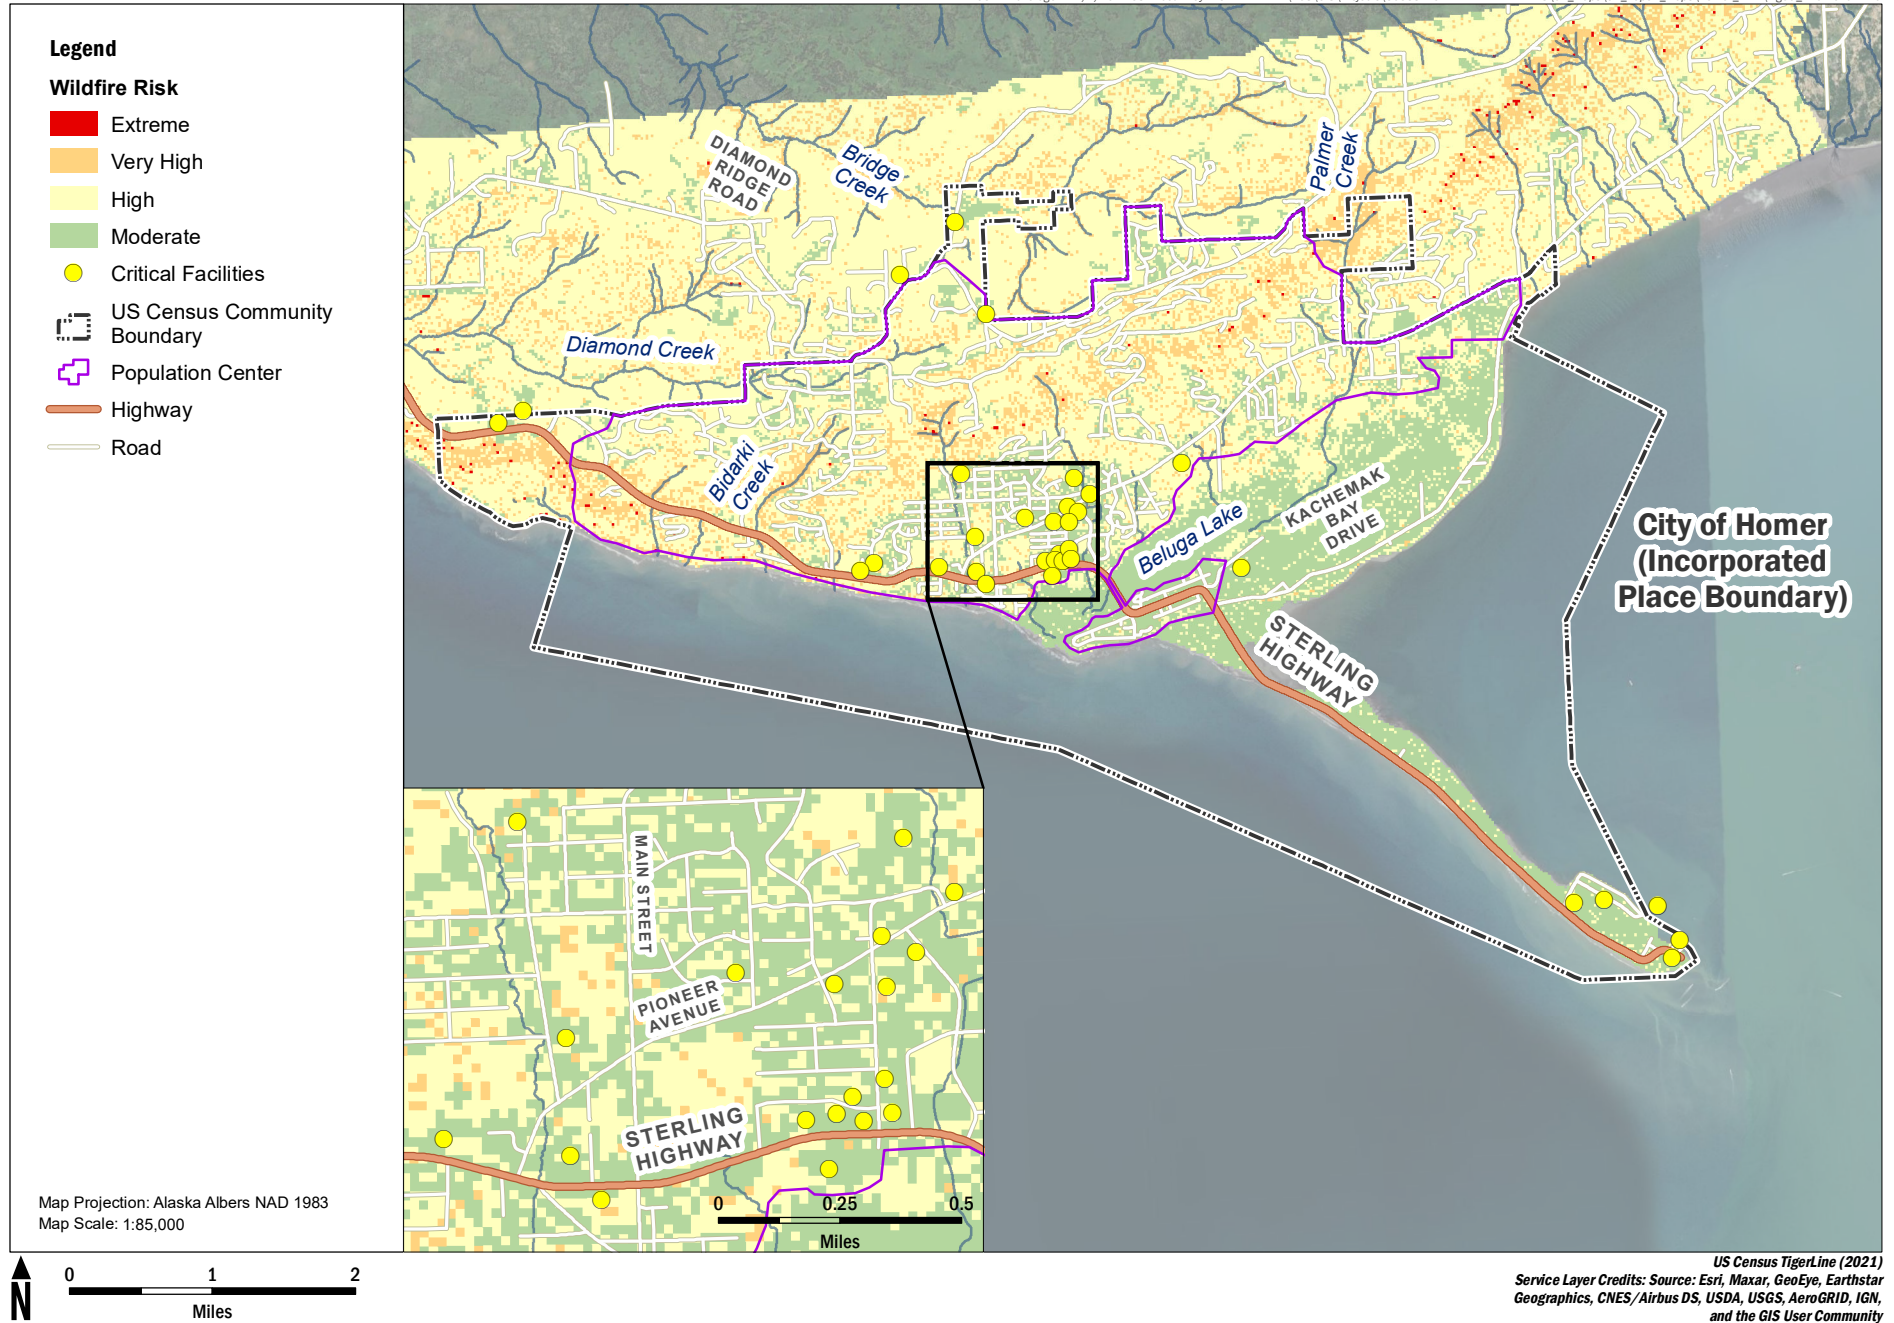 Legend
Wildfire Risk
Extreme
Very High
High
Moderate
Critical Facilities
US Census Community
Boundary
Population Center
Highway
Road
Map Projection: Alaska Albers NAD 1983
Map Scale: 1:85,000
N
0 1 2
Miles
DIAMOND
RIDGE
ROAD
Bridge
Creek
Palmer
Creek
Diamond Creek
Bidarki
Creek
Beluga Lake
KACHEMAK
BAY
DRIVE
STERLING
HIGHWAY
City of Homer
(Incorporated
Place Boundary)
MAIN STREET
PIONEER
AVENUE
STERLING
HIGHWAY
0 0.25 0.5
Miles
US Census TigerLine (2021)
Service Layer Credits: Source: Esri, Maxar, GeoEye, Earthstar
Geographics, CNES/Airbus DS, USDA, USGS, AeroGRID, IGN,
and the GIS User Community